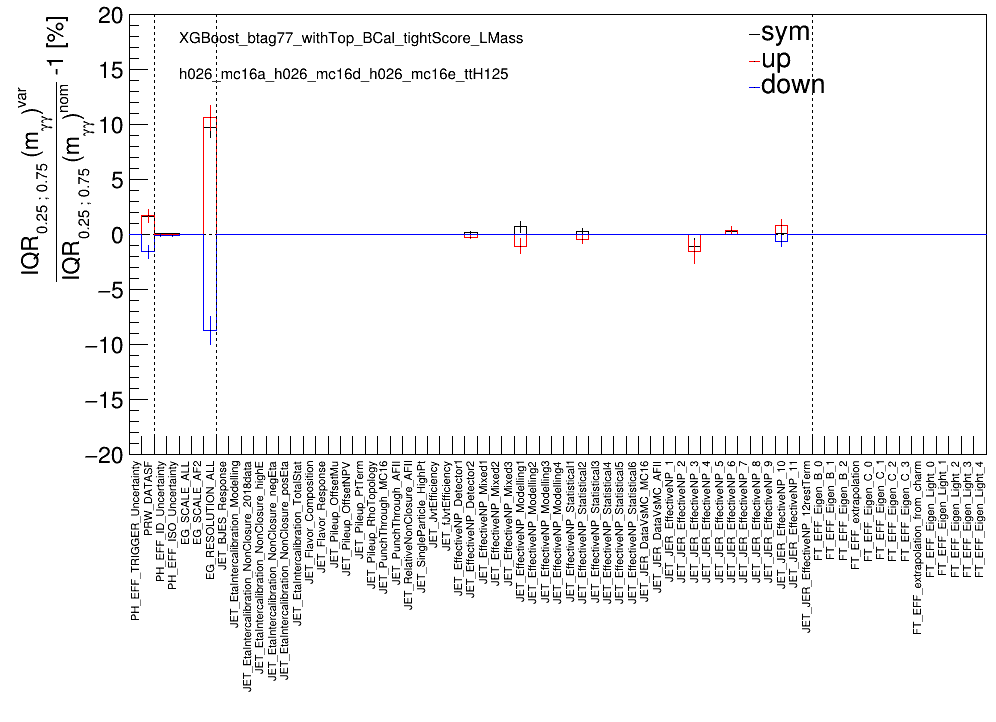 IQR0.25 ; 0.75 (mγγ)var
IQR0.25 ; 0.75 (mγγ)nom -1 [%]
20
15
10
5
0
−5
−10
−15
−20
XGBoost_btag77_withTop_BCal_tightScore_LMass
h026_mc16a_h026_mc16d_h026_mc16e_ttH125
sym
up
down
PH_EFF_TRIGGER_Uncertainty
PRW_DATASF
PH_EFF_ID_Uncertainty
PH_EFF_ISO_Uncertainty
EG_SCALE_ALL
EG_SCALE_AF2
EG_RESOLUTION_ALL
JET_BJES_Response
JET_EtaIntercalibration_Modelling
JET_EtaIntercalibration_NonClosure_2018data
JET_EtaIntercalibration_NonClosure_highE
JET_EtaIntercalibration_NonClosure_negEta
JET_EtaIntercalibration_NonClosure_posEta
JET_EtaIntercalibration_TotalStat
JET_Flavor_Composition
JET_Flavor_Response
JET_Pileup_OffsetMu
JET_Pileup_OffsetNPV
JET_Pileup_PtTerm
JET_Pileup_RhoTopology
JET_PunchThrough_MC16
JET_PunchThrough_AFII
JET_RelativeNonClosure_AFII
JET_SingleParticle_HighPt
JET_JvtEfficiency
JET_fJvtEfficiency
JET_EffectiveNP_Detector1
JET_EffectiveNP_Detector2
JET_EffectiveNP_Mixed1
JET_EffectiveNP_Mixed2
JET_EffectiveNP_Mixed3
JET_EffectiveNP_Modelling1
JET_EffectiveNP_Modelling2
JET_EffectiveNP_Modelling3
JET_EffectiveNP_Modelling4
JET_EffectiveNP_Statistical1
JET_EffectiveNP_Statistical2
JET_EffectiveNP_Statistical3
JET_EffectiveNP_Statistical4
JET_EffectiveNP_Statistical5
JET_EffectiveNP_Statistical6
JET_JER_DataVsMC_MC16
JET_JER_DataVsMC_AFII
JET_JER_EffectiveNP_1
JET_JER_EffectiveNP_2
JET_JER_EffectiveNP_3
JET_JER_EffectiveNP_4
JET_JER_EffectiveNP_5
JET_JER_EffectiveNP_6
JET_JER_EffectiveNP_7
JET_JER_EffectiveNP_8
JET_JER_EffectiveNP_9
JET_JER_EffectiveNP_10
JET_JER_EffectiveNP_11
JET_JER_EffectiveNP_12restTerm
FT_EFF_Eigen_B_0
FT_EFF_Eigen_B_1
FT_EFF_Eigen_B_2
FT_EFF_extrapolation
FT_EFF_Eigen_C_0
FT_EFF_Eigen_C_1
FT_EFF_Eigen_C_2
FT_EFF_Eigen_C_3
FT_EFF_extrapolation_from_charm
FT_EFF_Eigen_Light_0
FT_EFF_Eigen_Light_1
FT_EFF_Eigen_Light_2
FT_EFF_Eigen_Light_3
FT_EFF_Eigen_Light_4